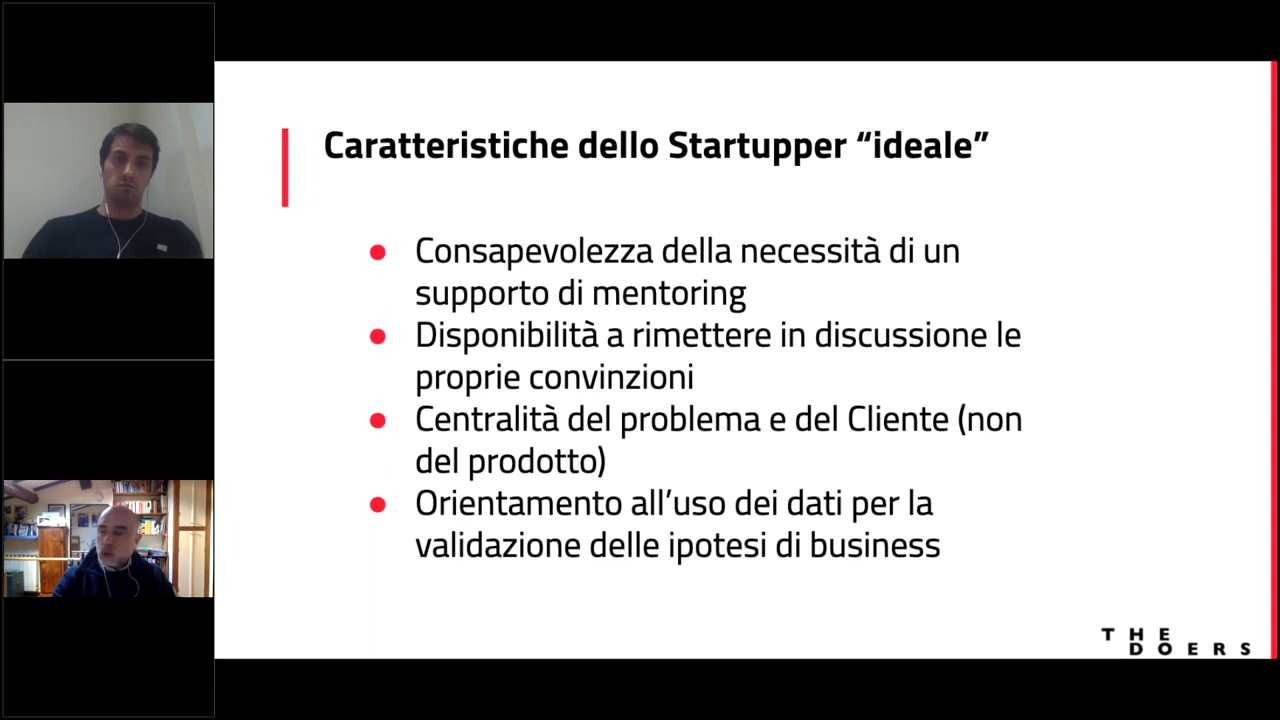 Caratteristiche dello Startupper “ideale”
● Consapevolezza della necessità di un
supporto di mentoring
● Disponibilità a rimettere in discussione le
proprie convinzioni
● Centralità del problema e del Cliente (non
del prodotto)
● Orientamento all’uso dei dati per la
validazione delle ipotesi di business
THE
DOERS